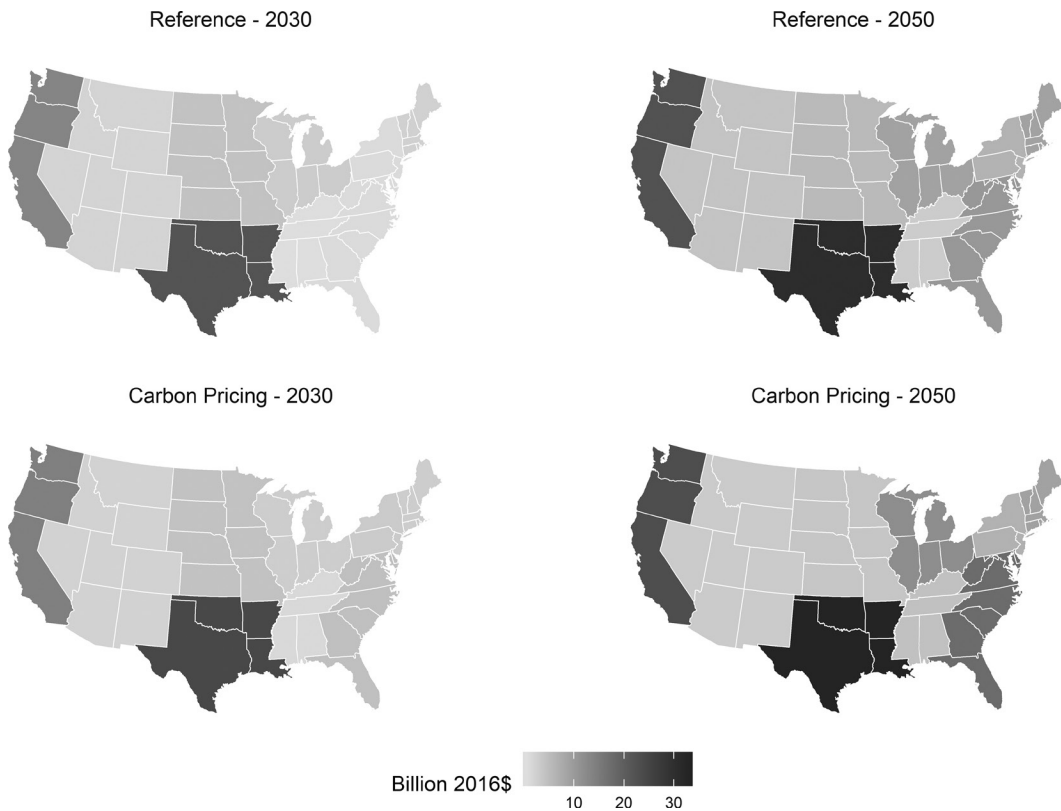 Reference - 2030
Reference - 2050
Carbon Pricing - 2030
Carbon Pricing - 2050
Billion 2016$
10 20 30